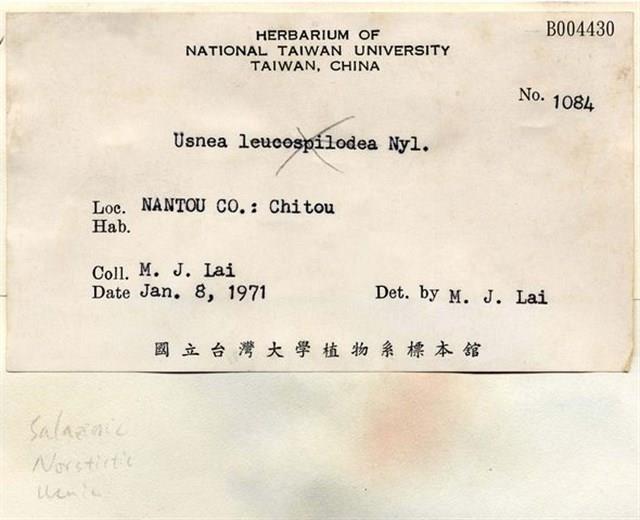 HERBARIUM OF
NATIONAL TAIWAN UNIVERSITY
TAIWAN, CHINA
B004430
No. 1084
Usnea leucospilodea Nyl.
Loc. NANTOU CO.: Chitou
Hab.
Coll. M. J. Lai
Date Jan. 8, 1971
Det. by M. J. Lai
國立台灣大學植物系標本館
Salazinic
Norstictic
Usnic